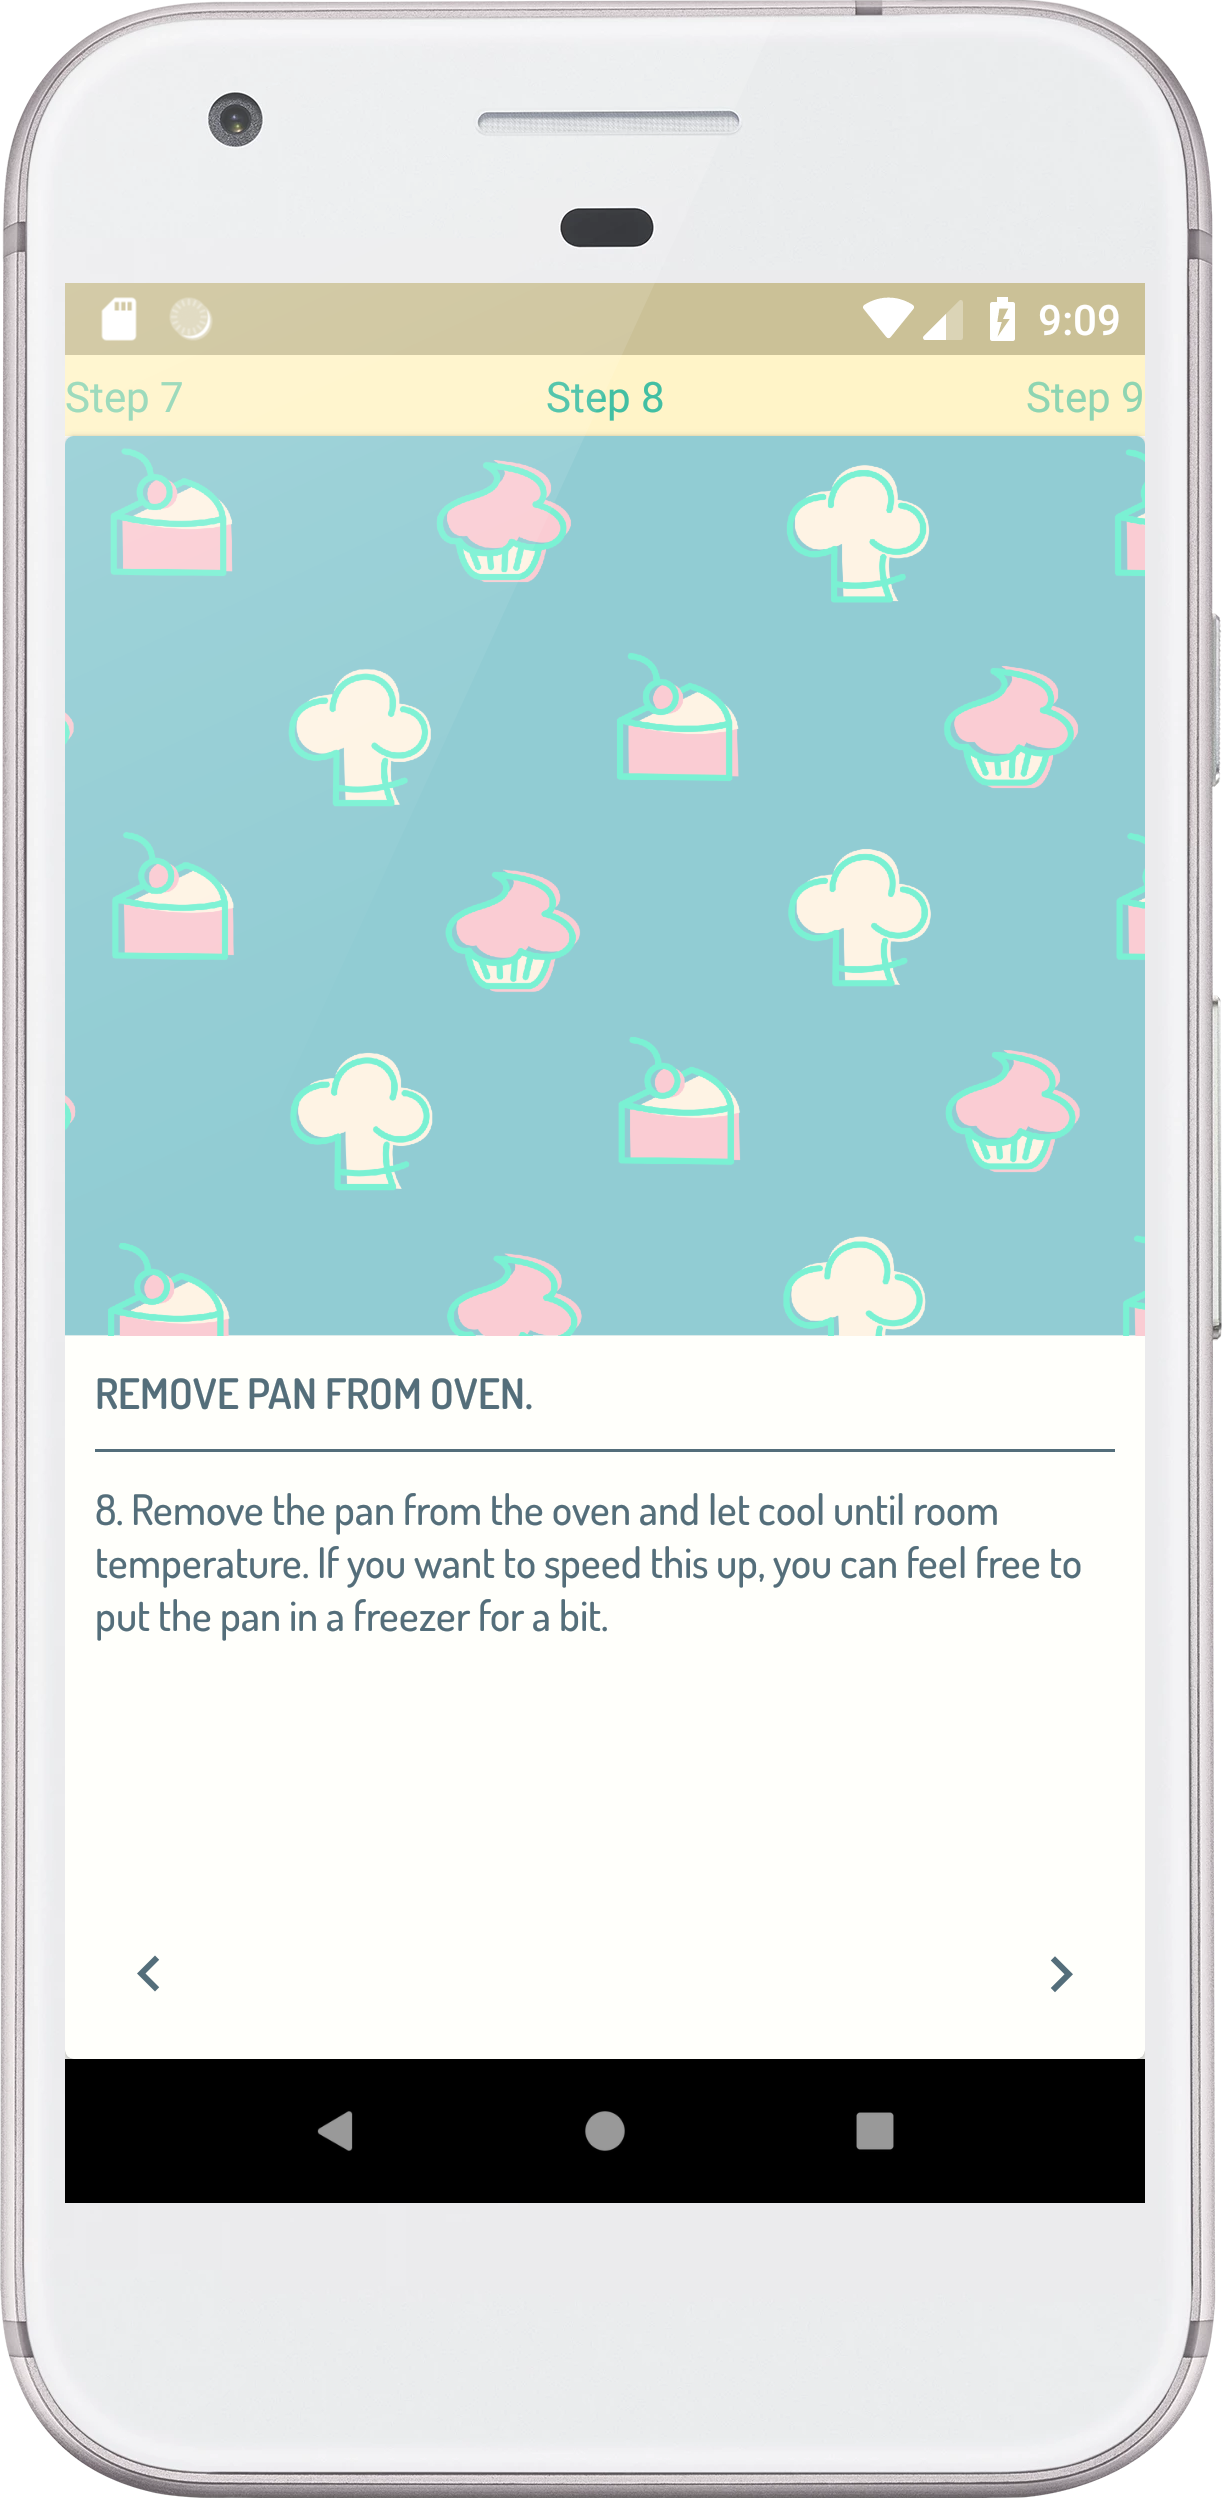 9:09
Step 7 Step 8 Step 9
REMOVE PAN FROM OVEN.
8. Remove the pan from the oven and let cool until room
temperature. If you want to speed this up, you can feel free to
put the pan in a freezer for a bit.